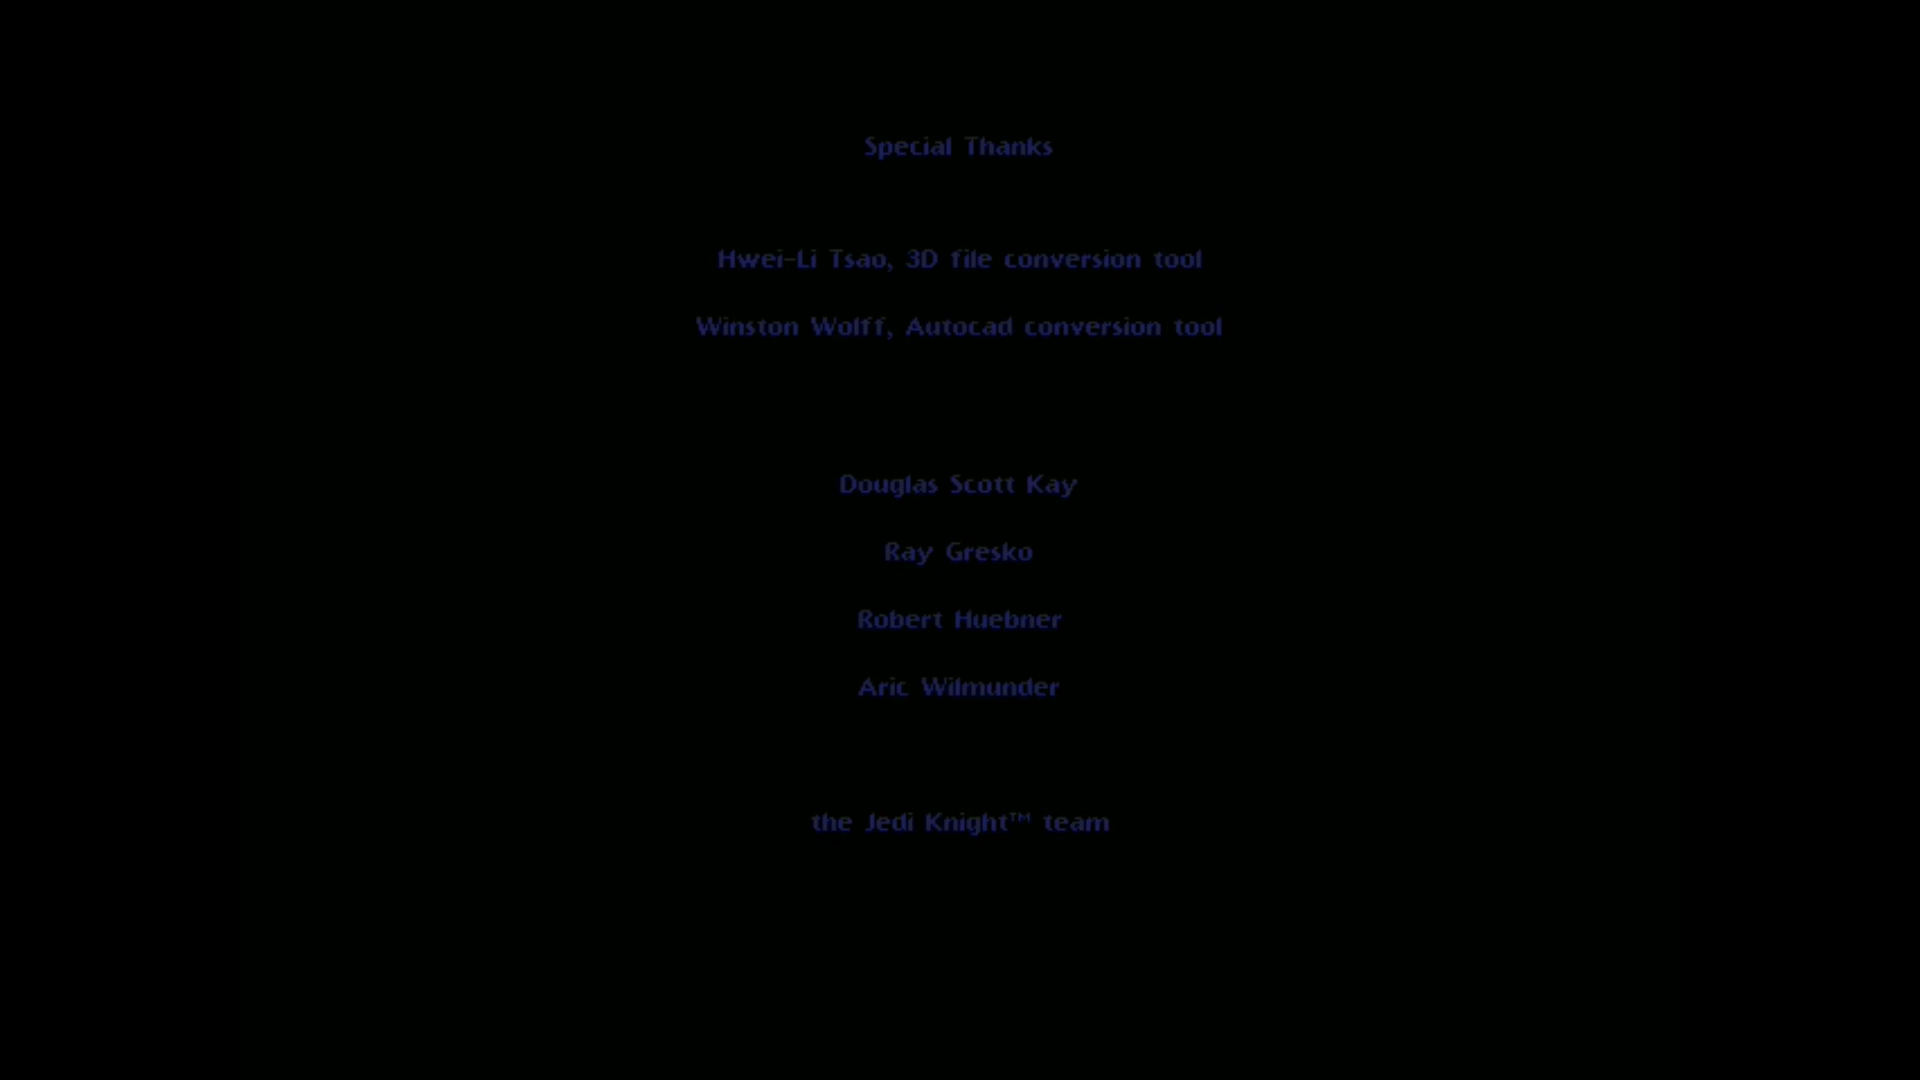 Special Thanks
Hwei-Li Tsao, 3D file conversion tool
Winston Wolff, Autocad conversion tool
Douglas Scott Kay
Ray Gresko
Robert Huebner
Aric Wilmunder
the Jedi Knight™ team